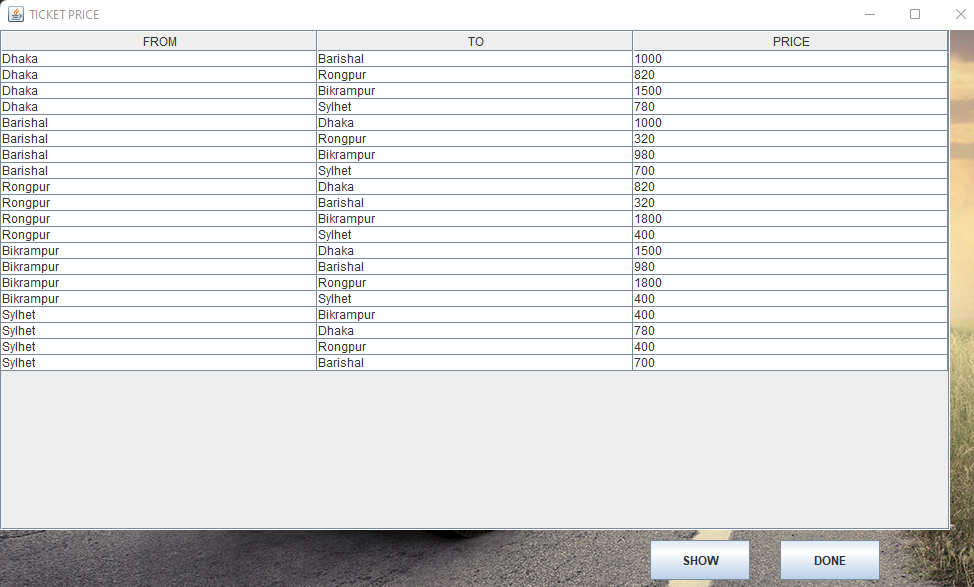 TICKET PRICE
FROM TO PRICE
Dhaka Barishal 1000
Dhaka Rongpur 820
Dhaka Bikrampur 1500
Dhaka Sylhet 780
Barishal Dhaka 1000
Barishal Rongpur 320
Barishal Bikrampur 980
Barishal Sylhet 700
Rongpur Dhaka 820
Rongpur Barishal 320
Rongpur Bikrampur 1800
Rongpur Sylhet 400
Bikrampur Dhaka 1500
Bikrampur Barishal 980
Bikrampur Rongpur 1800
Bikrampur Sylhet 400
Sylhet Bikrampur 400
Sylhet Dhaka 780
Sylhet Rongpur 400
Sylhet Barishal 700
SHOW DONE